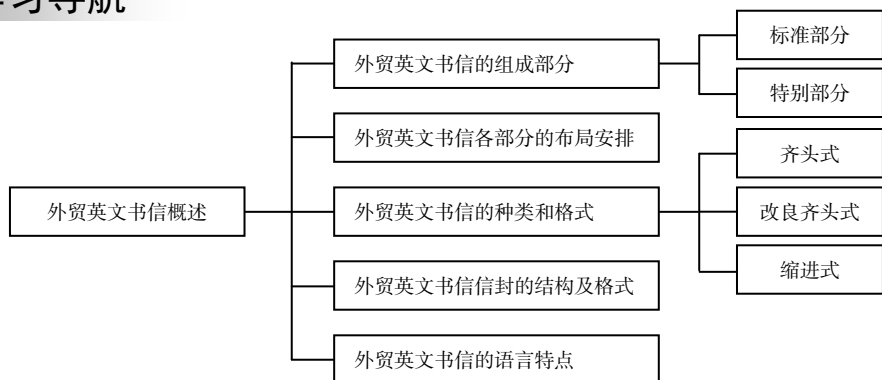 学习导航
外贸英文书信概述
外贸英文书信的组成部分
标准部分
特别部分
外贸英文书信各部分的布局安排
外贸英文书信的种类和格式
齐头式
改良齐头式
缩进式
外贸英文书信信封的结构及格式
外贸英文书信的语言特点